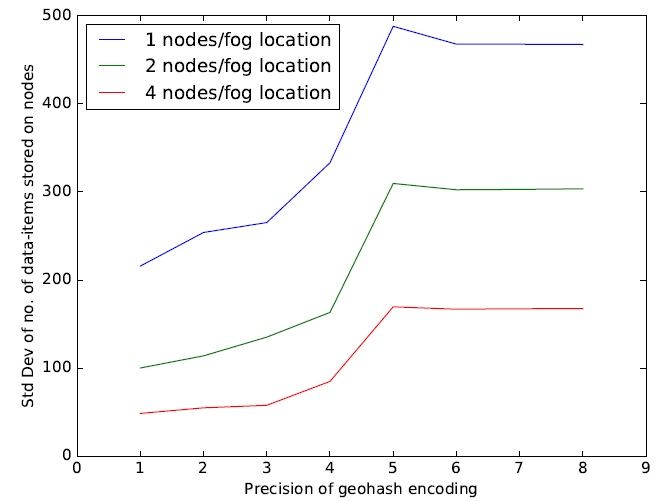 1 nodes/fog location
2 nodes/fog location
4 nodes/fog location
Std Dev of no. of data-items stored on nodes
500
400
300
200
100
0
0 1 2 3 4 5 6 7 8 9
Precision of geohash encoding